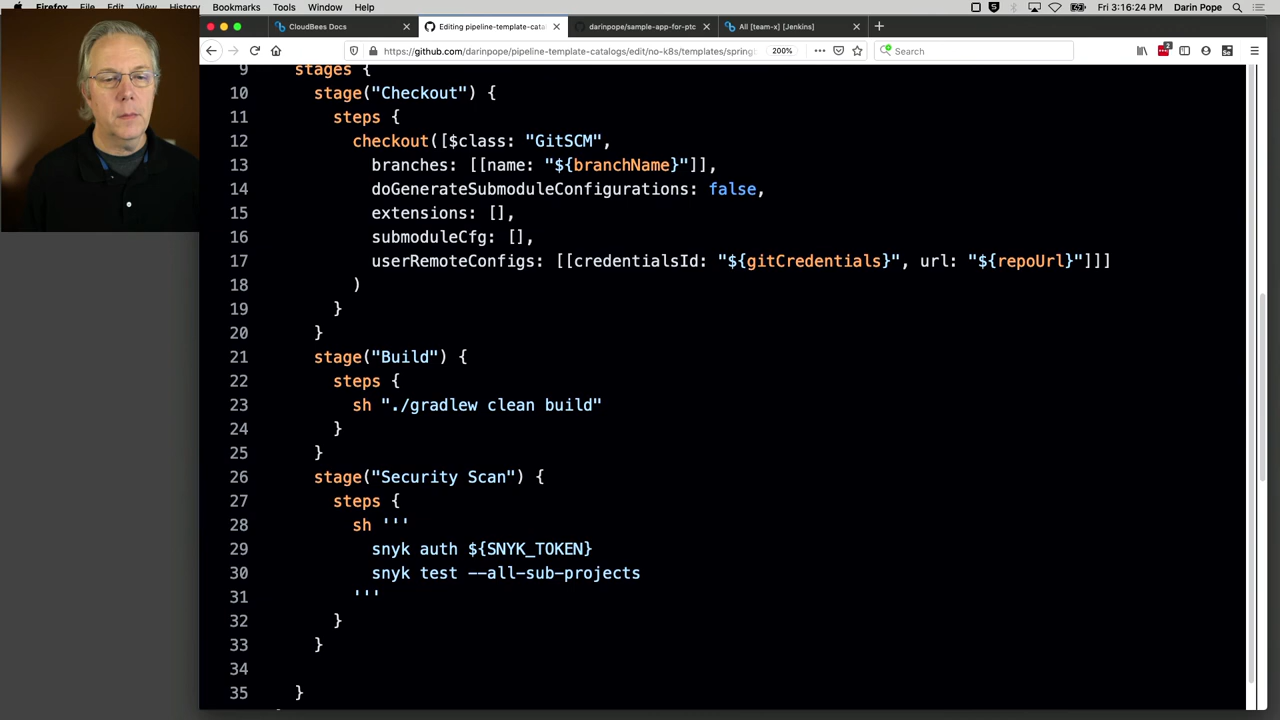 Firefox File Edit View History Bookmarks Tools Window Help Fri 3:16:24 PM Darin Pope
CloudBees Docs Editing pipeline-template-cata darinpope/sample-app-for-ptc All [team-x] [Jenkins]
https://github.com/darinpope/pipeline-template-catalogs/edit/no-k8s/templates/spring 200% Search
9 stages {
10 stage("Checkout") {
11 steps {
12 checkout([$class: "GitSCM",
13 branches: [[name: "${branchName}"]],
14 doGenerateSubmoduleConfigurations: false,
15 extensions: [],
16 submoduleCfg: [],
17 userRemoteConfigs: [[credentialsId: "${gitCredentials}", url: "${repoUrl}"]]]
18 )
19 }
20 }
21 stage("Build") {
22 steps {
23 sh "./gradlew clean build"
24 }
25 }
26 stage("Security Scan") {
27 steps {
28 sh '''
29 snyk auth ${SNYK_TOKEN}
30 snyk test --all-sub-projects
31 '''
32 }
33 }
34
35 }